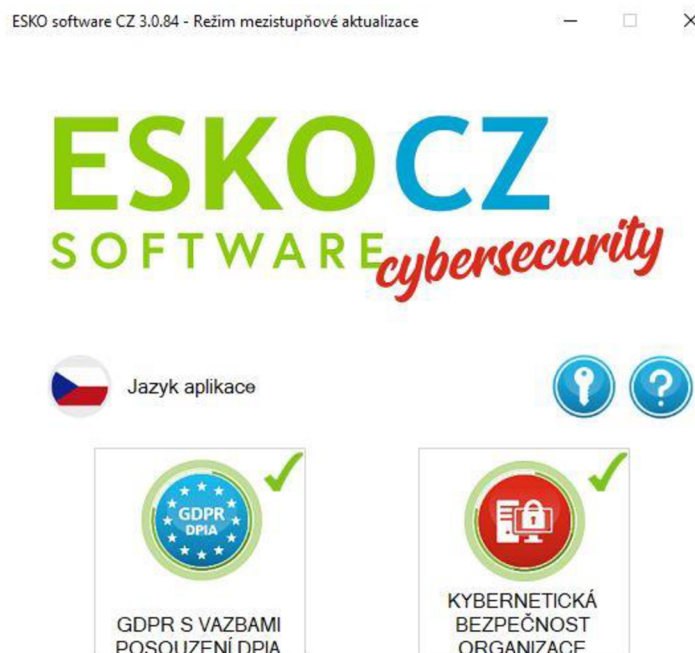 ESKO software CZ 3.0.84 - Režim mezistupňové aktualizace
ESKO CZ
SOFTWARE cybersecurity
Jazyk aplikace
GDPR
DPIA
GDPR S VAZBAMI
POSOUZENÍ DPIA
KYBERNETICKÁ
BEZPEČNOST
ORGANIZACE